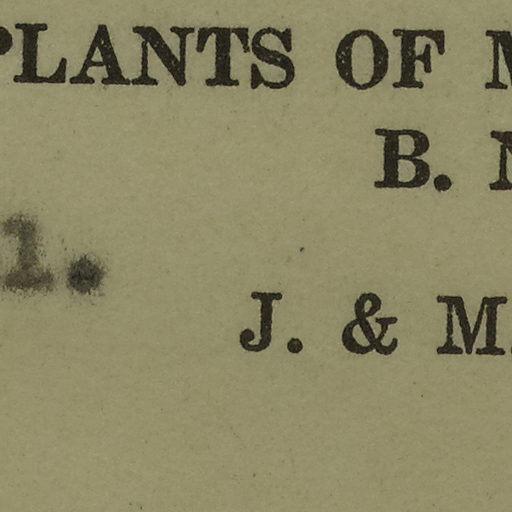 PLANTS OF M
B. N
1.
J. & M.